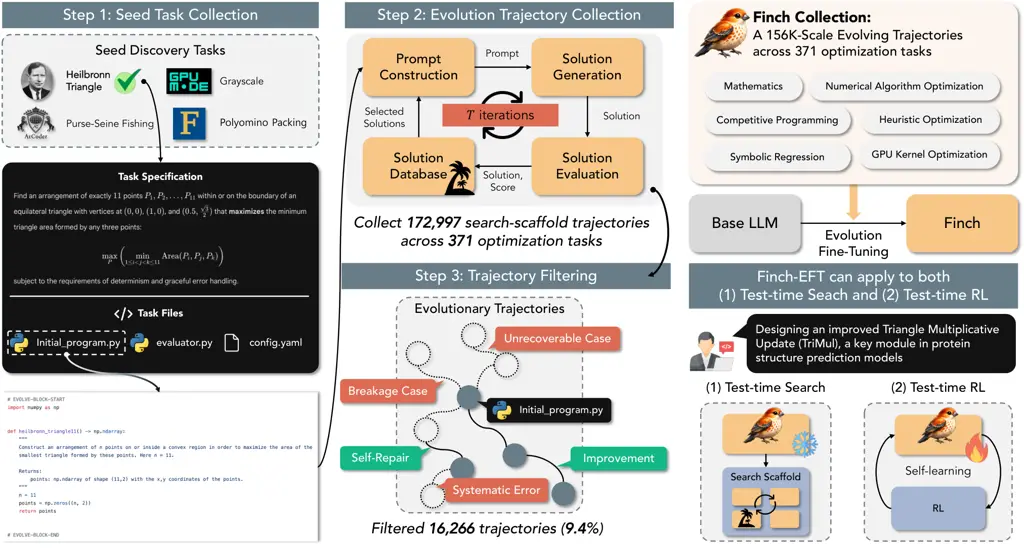 Step 1: Seed Task Collection
Seed Discovery Tasks
Heilbronn
Triangle
GPU
MODE
Grayscale
AtCoder
Purse-Seine Fishing
F
Polyomino Packing
Task Specification
Find an arrangement of exactly 11 points P₁, P₂, . . . , P₁₁ within or on the boundary of an
equilateral triangle with vertices at (0, 0), (1, 0), and (0.5, √3/2) that maximizes the minimum
triangle area formed by any three points:
max_P ( min_{1≤i<j<k≤11} Area(P_i, P_j, P_k) )
subject to the requirements of determinism and graceful error handling.
</> Task Files
Initial_program.py
evaluator.py
config.yaml
# EVOLVE-BLOCK-START
import numpy as np
def heilbronn_triangle11() -> np.ndarray:
"""
Construct an arrangement of n points on or inside a convex region in order to maximize the area of the
smallest triangle formed by these points. Here n = 11.
Returns:
points: np.ndarray of shape (11,2) with the x,y coordinates of the points.
"""
n = 11
points = np.zeros((n, 2))
return points
# EVOLVE-BLOCK-END
Step 2: Evolution Trajectory Collection
Prompt
Construction
Prompt
Solution
Generation
Selected
Solutions
T iterations
Solution
Solution
Database
Solution,
Score
Solution
Evaluation
Collect 172,997 search-scaffold trajectories
across 371 optimization tasks
Step 3: Trajectory Filtering
Evolutionary Trajectories
Unrecoverable Case
Breakage Case
Initial_program.py
Self-Repair
Improvement
Systematic Error
Filtered 16,266 trajectories (9.4%)
Finch Collection:
A 156K-Scale Evolving Trajectories
across 371 optimization tasks
Mathematics
Numerical Algorithm Optimization
Competitive Programming
Heuristic Optimization
Symbolic Regression
GPU Kernel Optimization
Base LLM
Evolution
Fine-Tuning
Finch
Finch-EFT can apply to both
(1) Test-time Seach and (2) Test-time RL
</>
Designing an improved Triangle Multiplicative
Update (TriMul), a key module in protein
structure prediction models
(1) Test-time Search
(2) Test-time RL
Search Scaffold
Self-learning
RL